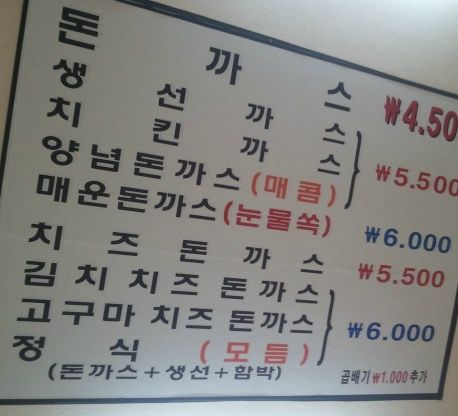 돈까스 ₩4.50
생선까스
치킨까스 ₩5.500
양념돈까스(매콤)
매운돈까스(눈물쏙) ₩6.000
치즈돈까스 ₩5.500
김치치즈돈까스
고구마치즈돈까스 ₩6.000
정식(모듬)
(돈까스+생선+함박) 곱배기 ₩1.000 추가